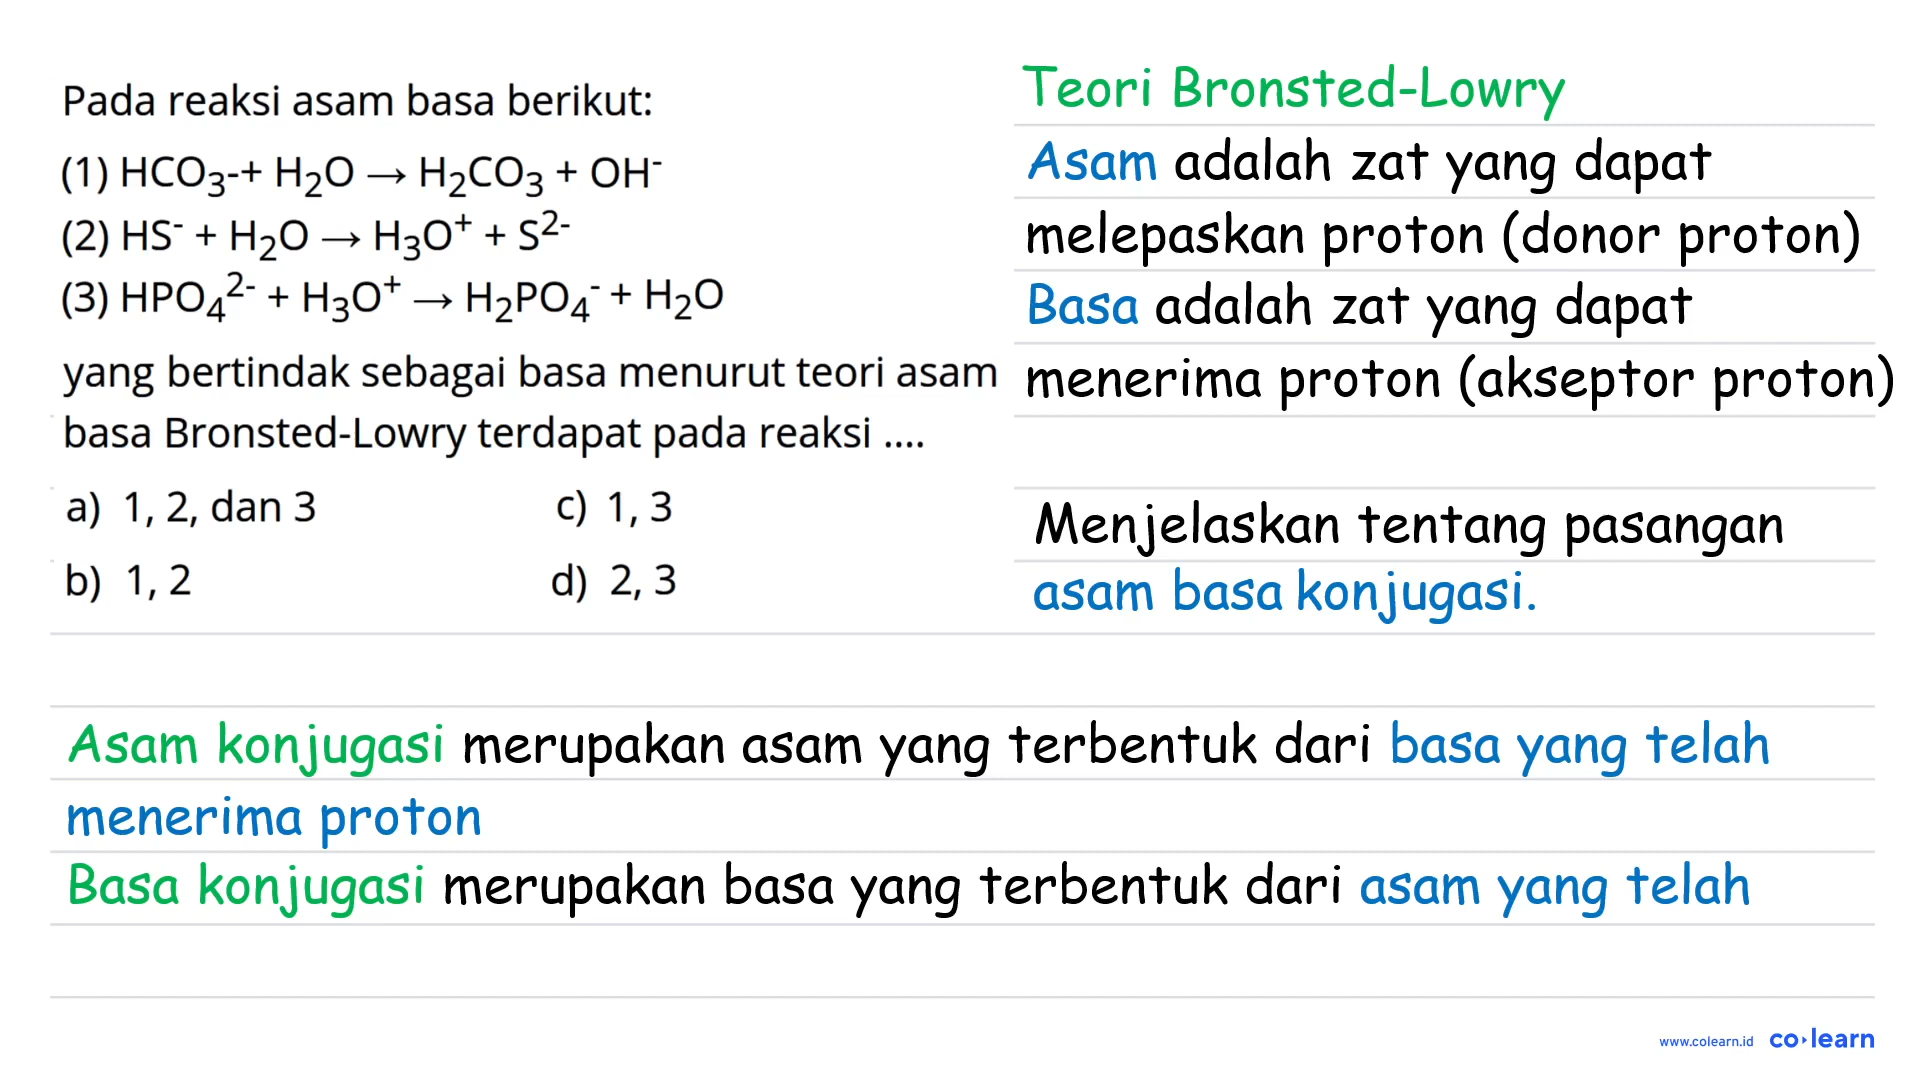 Pada reaksi asam basa berikut:
(1) HCO₃-+ H₂O → H₂CO₃ + OH⁻
(2) HS⁻ + H₂O → H₃O⁺ + S²⁻
(3) HPO₄²⁻ + H₃O⁺ → H₂PO₄⁻ + H₂O
yang bertindak sebagai basa menurut teori asam
basa Bronsted-Lowry terdapat pada reaksi ....
a) 1, 2, dan 3
c) 1, 3
b) 1, 2
d) 2, 3
Teori Bronsted-Lowry
Asam adalah zat yang dapat
melepaskan proton (donor proton)
Basa adalah zat yang dapat
menerima proton (akseptor proton)
Menjelaskan tentang pasangan
asam basa konjugasi.
Asam konjugasi merupakan asam yang terbentuk dari basa yang telah
menerima proton
Basa konjugasi merupakan basa yang terbentuk dari asam yang telah
www.colearn.id co·learn